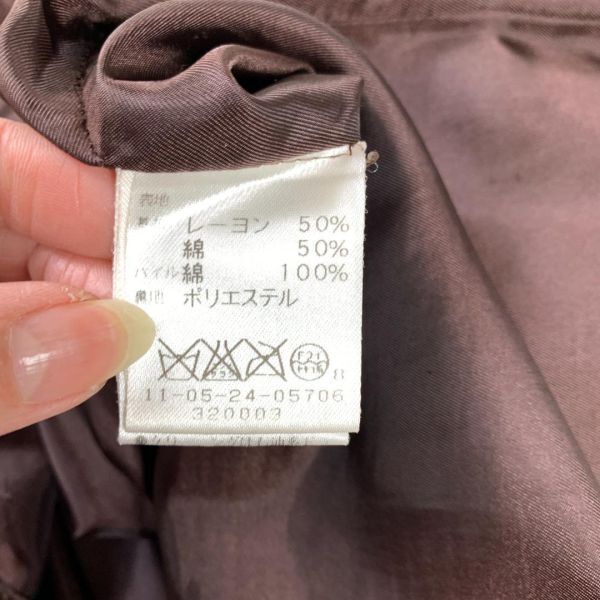 表地
レーヨン 50%
綿 50%
パイル綿 100%
ポリエステル
11-05-24-05706
320803